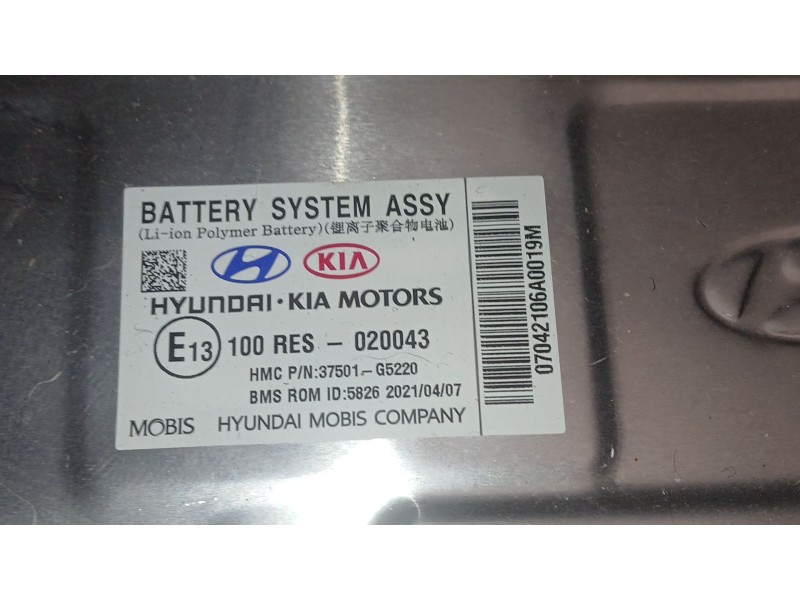 BATTERY SYSTEM ASSY
(Li-ion Polymer Battery)(锂离子聚合物电池)
KIA
HYUNDAI · KIA MOTORS
E13 100 RES - 020043
HMC P/N:37501-G5220
BMS ROM ID:5826 2021/04/07
MOBIS HYUNDAI MOBIS COMPANY
07042106A0019M